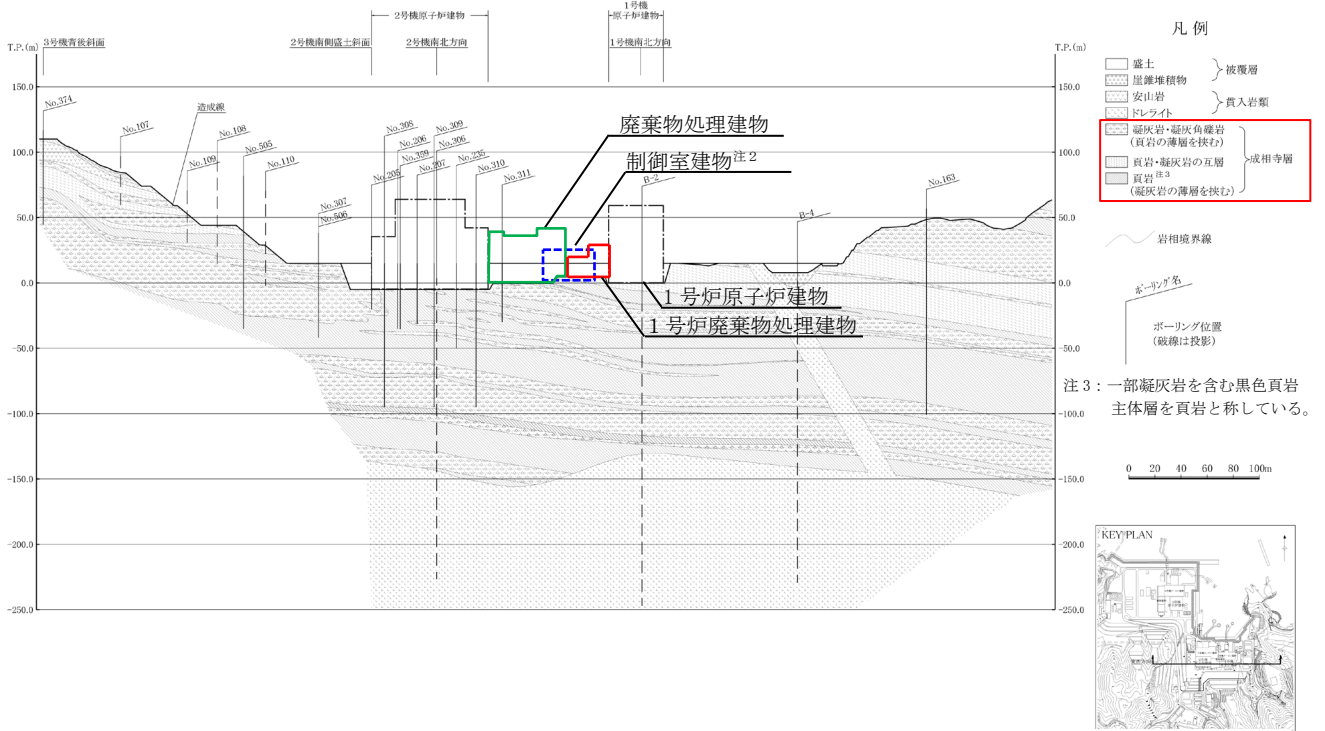 2号機原子炉建物
1号機
原子炉建物
T.P.(m)
3号機背後斜面
2号機南側盛土斜面
2号機南北方向
1号機南北方向
T.P.(m)
150.0
100.0
50.0
0.0
-50.0
-100.0
-150.0
-200.0
-250.0
150.0
100.0
50.0
0.0
-50.0
-100.0
-150.0
-200.0
-250.0
No.374
No.107
造成線
No.108
No.109
No.505
No.110
No.307
No.506
No.308
No.309
No.206
No.306
No.359
No.235
No.205
No.207
No.310
No.311
B-2
B-4
No.163
廃棄物処理建物
制御室建物注2
1号炉原子炉建物
1号炉廃棄物処理建物
凡例
盛土
崖錐堆積物
被覆層
安山岩
ドレライト
貫入岩類
凝灰岩・凝灰角礫岩
(頁岩の薄層を挟む)
頁岩・凝灰岩の互層
頁岩注3
(凝灰岩の薄層を挟む)
成相寺層
岩相境界線
ボーリング名
ボーリング位置
(破線は投影)
注3:一部凝灰岩を含む黒色頁岩
主体層を頁岩と称している。
0 20 40 60 80 100m
KEY PLAN